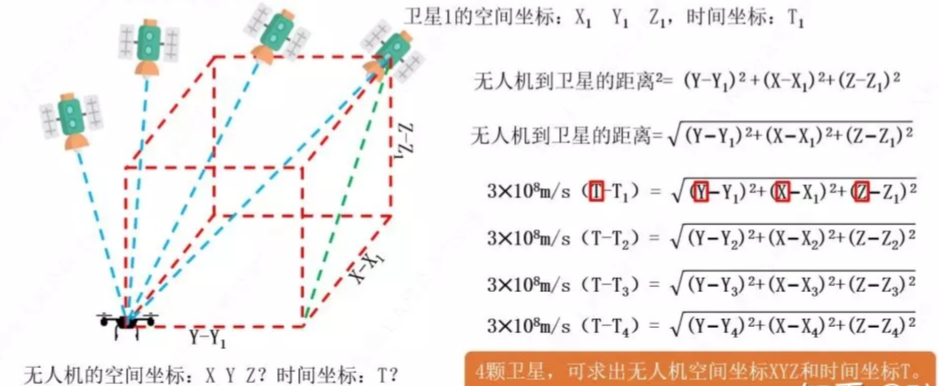 卫星1的空间坐标：X₁ Y₁ Z₁，时间坐标：T₁
无人机到卫星的距离²= (Y-Y₁)²+(X-X₁)²+(Z-Z₁)²
无人机到卫星的距离=√(Y-Y₁)²+(X-X₁)²+(Z-Z₁)²
3×10⁸m/s（T-T₁）=√(Y-Y₁)²+(X-X₁)²+(Z-Z₁)²
3×10⁸m/s（T-T₂）=√(Y-Y₂)²+(X-X₂)²+(Z-Z₂)²
3×10⁸m/s（T-T₃）=√(Y-Y₃)²+(X-X₃)²+(Z-Z₃)²
3×10⁸m/s（T-T₄）=√(Y-Y₄)²+(X-X₄)²+(Z-Z₄)²
Z-Z₁
X-X₁
Y-Y₁
无人机的空间坐标：X Y Z？时间坐标：T？
4颗卫星，可求出无人机空间坐标XYZ和时间坐标T。